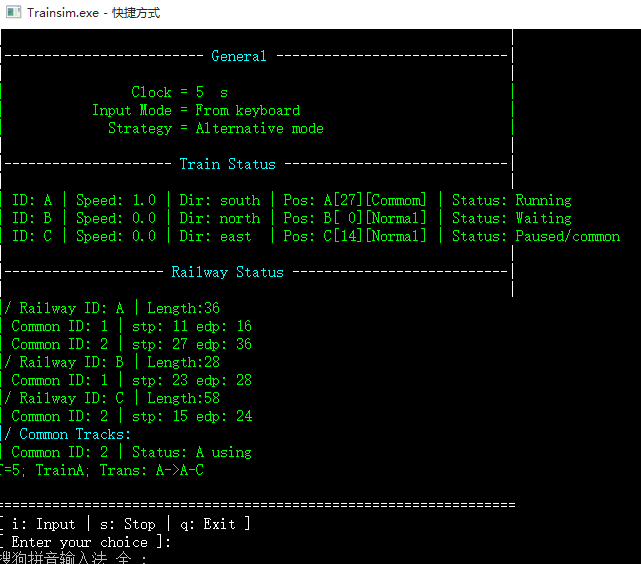 Trainsim.exe - 快捷方式
|---------------------- General --------------------------|
Clock = 5 s
Input Mode = From keyboard
Strategy = Alternative mode
|-------------------- Train Status -------------------------|
| ID: A | Speed: 1.0 | Dir: south | Pos: A[27][Commom] | Status: Running
| ID: B | Speed: 0.0 | Dir: north | Pos: B[ 0][Normal] | Status: Waiting
| ID: C | Speed: 0.0 | Dir: east | Pos: C[14][Normal] | Status: Paused/common
|------------------- Railway Status ------------------------|
|/ Railway ID: A | Length:36
| Common ID: 1 | stp: 11 edp: 16
| Common ID: 2 | stp: 27 edp: 36
|/ Railway ID: B | Length:28
| Common ID: 1 | stp: 23 edp: 28
|/ Railway ID: C | Length:58
| Common ID: 2 | stp: 15 edp: 24
|/ Common Tracks:
| Common ID: 2 | Status: A using
T=5; TrainA; Trans: A->A-C
=================================================================
[ i: Input | s: Stop | q: Exit ]
[ Enter your choice ]:
搜狗拼音输入法 全 :